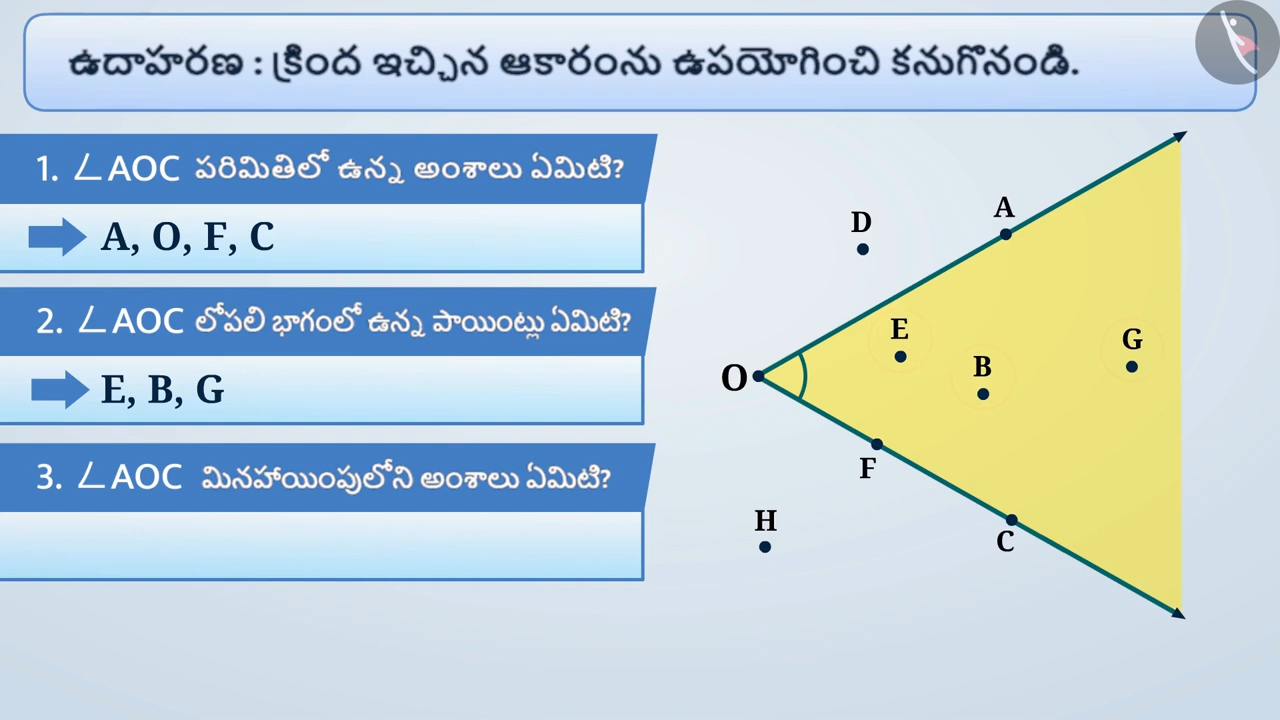 ఉదాహరణ : క్రింద ఇచ్చిన ఆకారంను ఉపయోగించి కనుగొనండి.
1. ∠AOC పరిమితిలో ఉన్న అంశాలు ఏమిటి?
A, O, F, C
2. ∠AOC లోపలి భాగంలో ఉన్న పాయింట్లు ఏమిటి?
E, B, G
3. ∠AOC మినహాయింపులోని అంశాలు ఏమిటి?
D
A
E
G
B
O
F
H
C